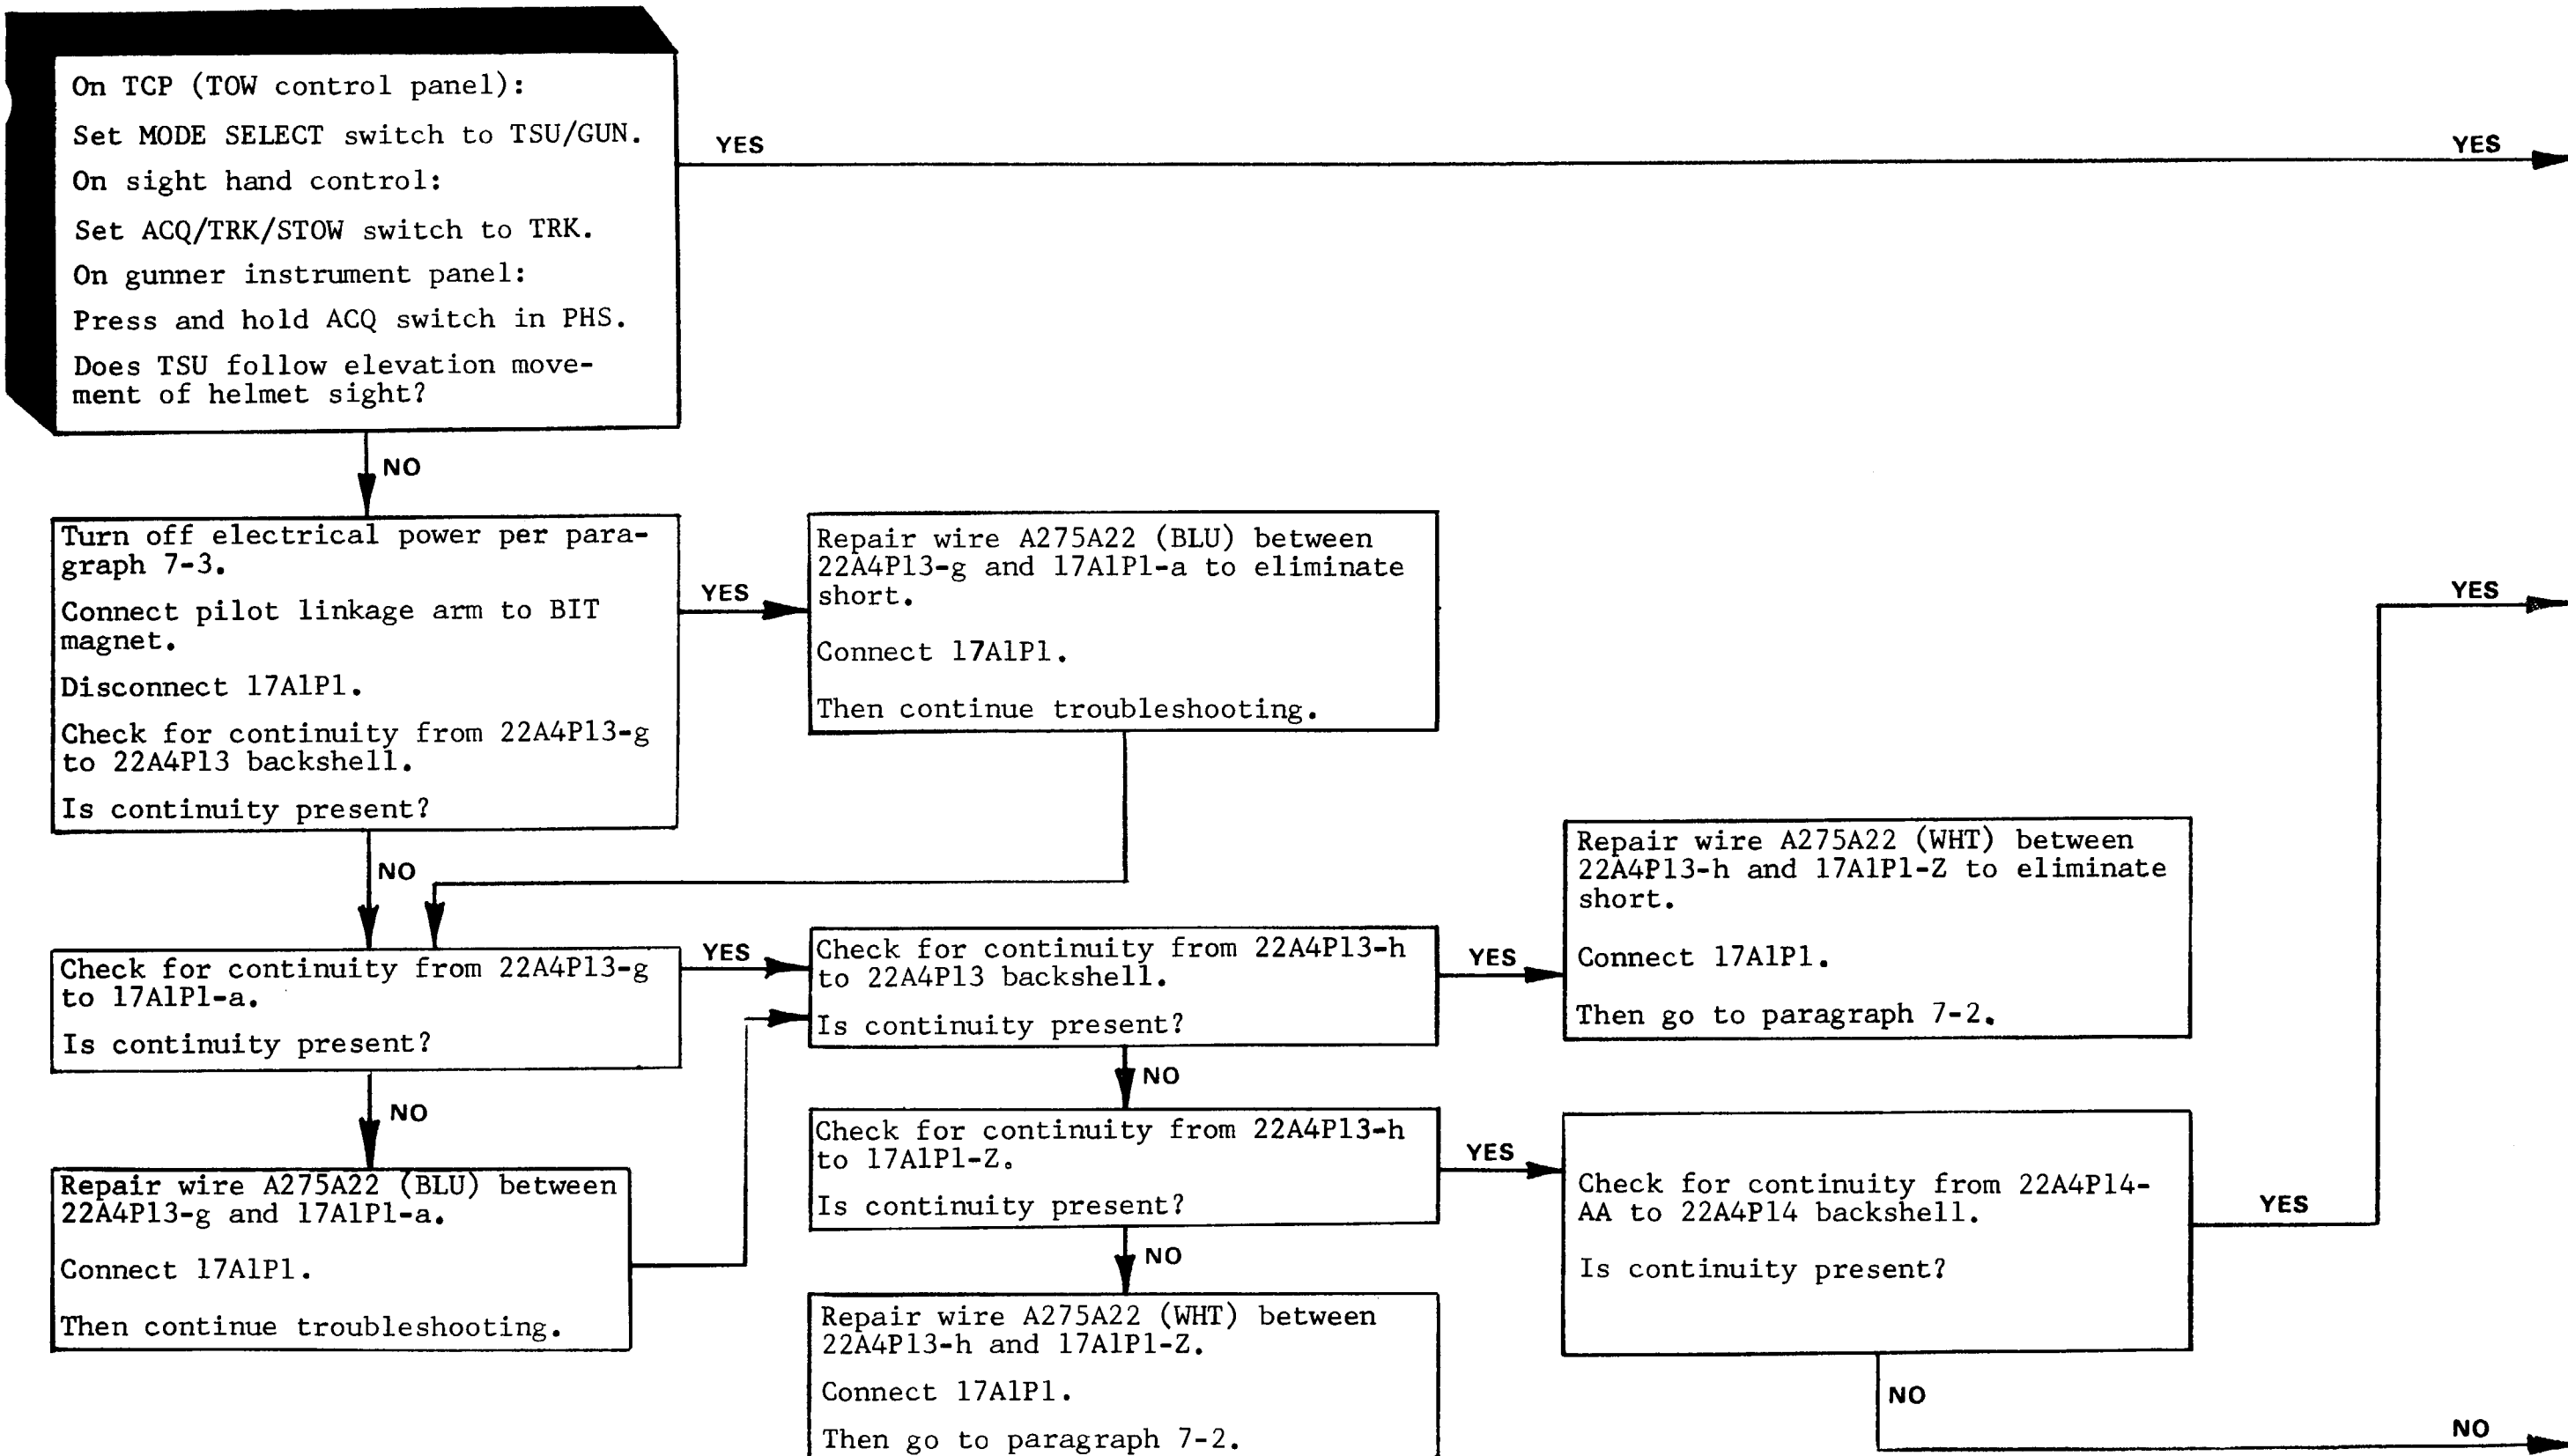 On TCP (TOW control panel):
Set MODE SELECT switch to TSU/GUN.
On sight hand control:
Set ACQ/TRK/STOW switch to TRK.
On gunner instrument panel:
Press and hold ACQ switch in PHS.
Does TSU follow elevation move-
ment of helmet sight?
YES
YES
NO
Turn off electrical power per para-
graph 7-3.
Connect pilot linkage arm to BIT
magnet.
Disconnect 17A1P1.
Check for continuity from 22A4P13-g
to 22A4P13 backshell.
Is continuity present?
YES
Repair wire A275A22 (BLU) between
22A4P13-g and 17A1P1-a to eliminate
short.
Connect 17A1P1.
Then continue troubleshooting.
YES
NO
Check for continuity from 22A4P13-g
to 17A1P1-a.
Is continuity present?
YES
Check for continuity from 22A4P13-h
to 22A4P13 backshell.
Is continuity present?
YES
Repair wire A275A22 (WHT) between
22A4P13-h and 17A1P1-Z to eliminate
short.
Connect 17A1P1.
Then go to paragraph 7-2.
NO
Repair wire A275A22 (BLU) between
22A4P13-g and 17A1P1-a.
Connect 17A1P1.
Then continue troubleshooting.
NO
Check for continuity from 22A4P13-h
to 17A1P1-Z.
Is continuity present?
YES
Check for continuity from 22A4P14-
AA to 22A4P14 backshell.
Is continuity present?
YES
NO
Repair wire A275A22 (WHT) between
22A4P13-h and 17A1P1-Z.
Connect 17A1P1.
Then go to paragraph 7-2.
NO
NO